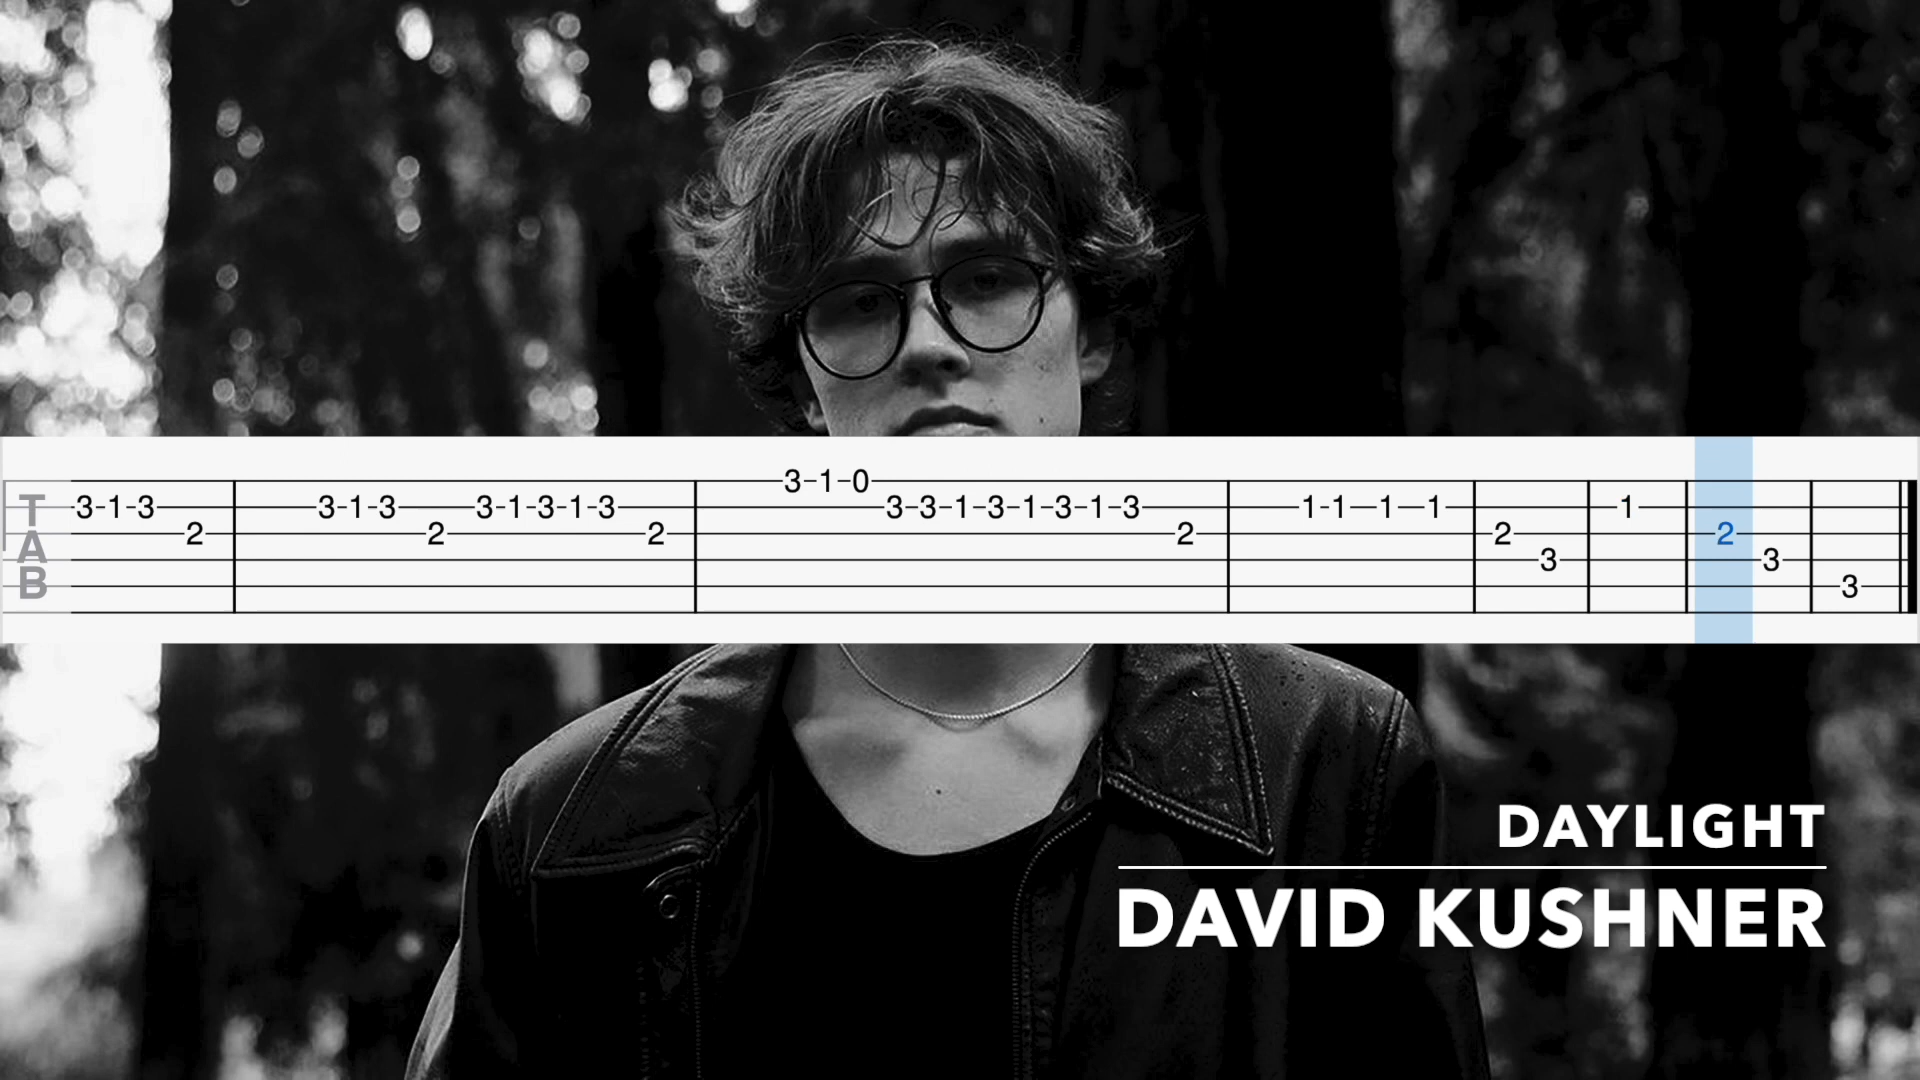 3-1-0
3-1-3 3-1-3 3-1-3-1-3 3-3-1-3-1-3-1-3 1-1-1-1 1
2 2 2 2 2 2
3 3
3
T
A
B
DAYLIGHT
DAVID KUSHNER